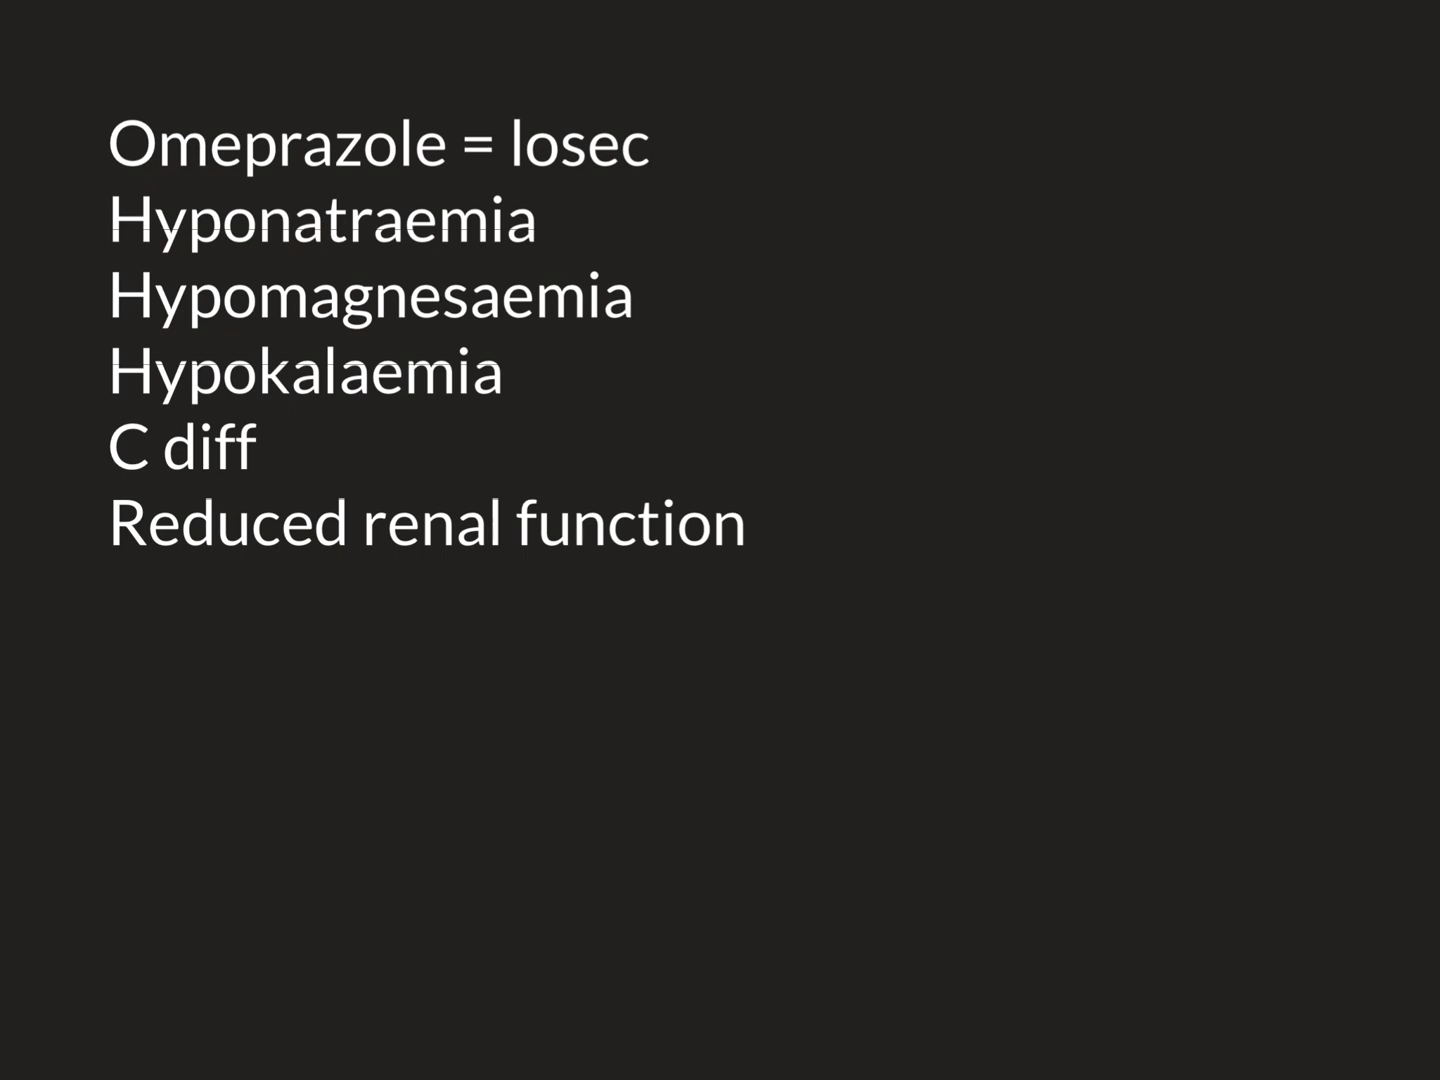 Omeprazole = losec
Hyponatraemia
Hypomagnesaemia
Hypokalaemia
C diff
Reduced renal function